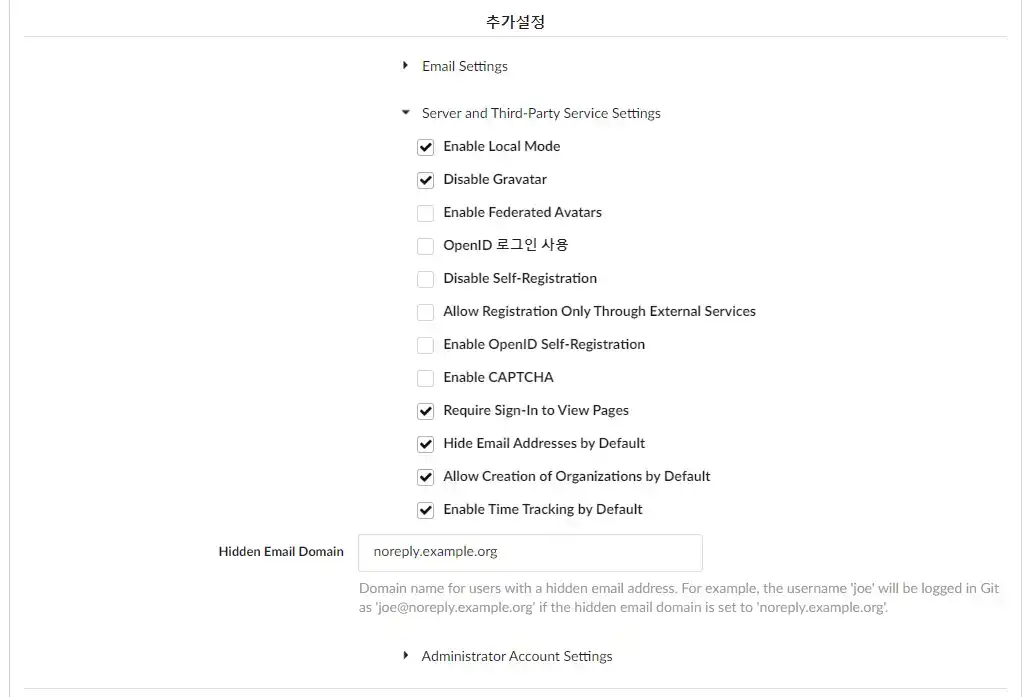 추가설정
Email Settings
Server and Third-Party Service Settings
Enable Local Mode
Disable Gravatar
Enable Federated Avatars
OpenID 로그인 사용
Disable Self-Registration
Allow Registration Only Through External Services
Enable OpenID Self-Registration
Enable CAPTCHA
Require Sign-In to View Pages
Hide Email Addresses by Default
Allow Creation of Organizations by Default
Enable Time Tracking by Default
Hidden Email Domain noreply.example.org
Domain name for users with a hidden email address. For example, the username 'joe' will be logged in Git
as 'joe@noreply.example.org' if the hidden email domain is set to 'noreply.example.org'.
Administrator Account Settings